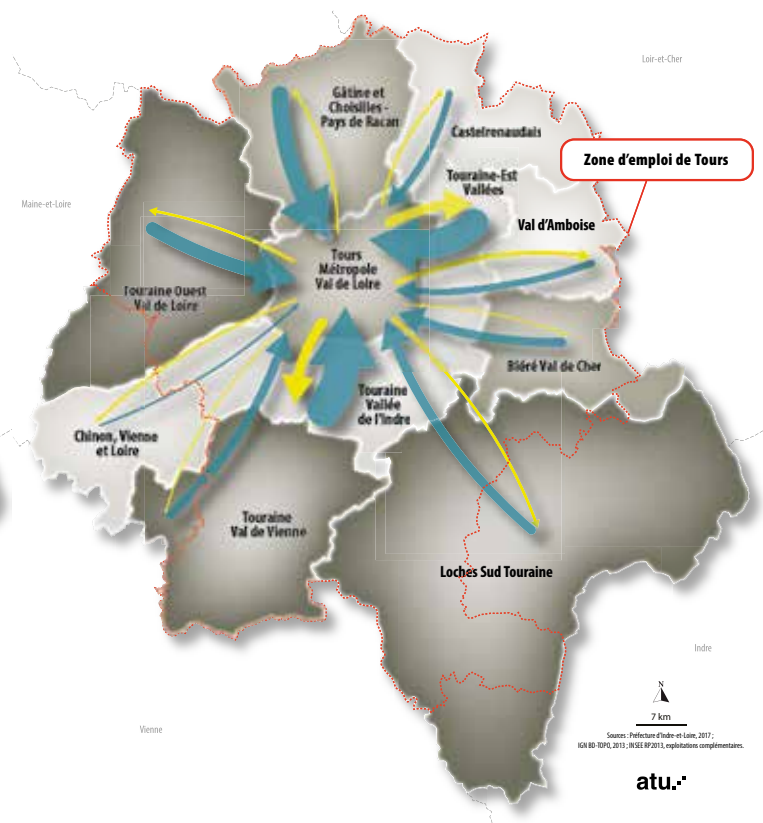 Loir-et-Cher
Gâtine et
Choisilles -
Pays de Racan
Castelrenaudais
Zone d'emploi de Tours
Touraine-Est
Vallées
Maine-et-Loire
Val d'Amboise
Tours
Métropole
Val de Loire
Touraine Ouest
Val de Loire
Bléré Val de Cher
Touraine
Vallée
de l'Indre
Chinon, Vienne
et Loire
Touraine
Val de Vienne
Loches Sud Touraine
Indre
N
7 km
Vienne
Sources : Préfecture d'Indre-et-Loire, 2017 ;
IGN BD-TOPO, 2013 ; INSEE RP2013, exploitations complémentaires.
atu